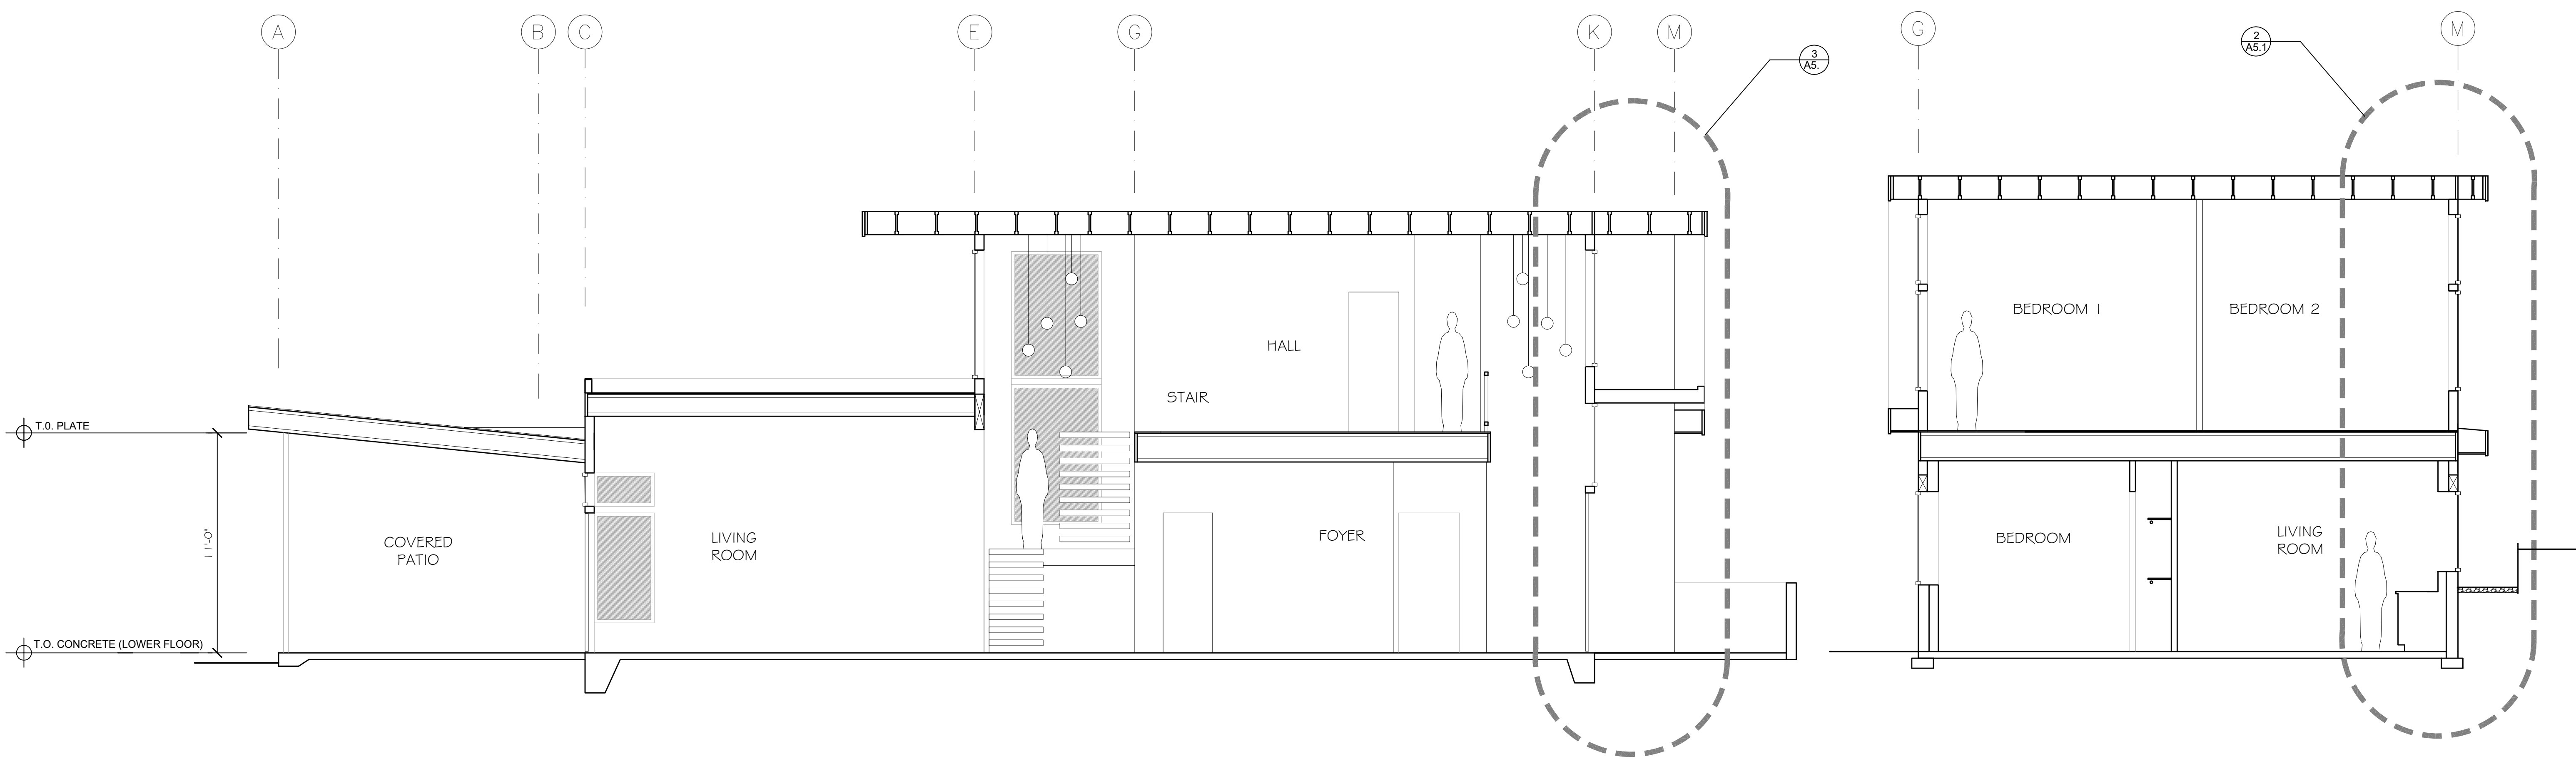 A
B
C
E
G
K
M
3
A5.
G
2
A5.1
M
T.0. PLATE
11'-0"
T.O. CONCRETE (LOWER FLOOR)
COVERED
PATIO
LIVING
ROOM
STAIR
HALL
FOYER
BEDROOM 1
BEDROOM 2
BEDROOM
LIVING
ROOM